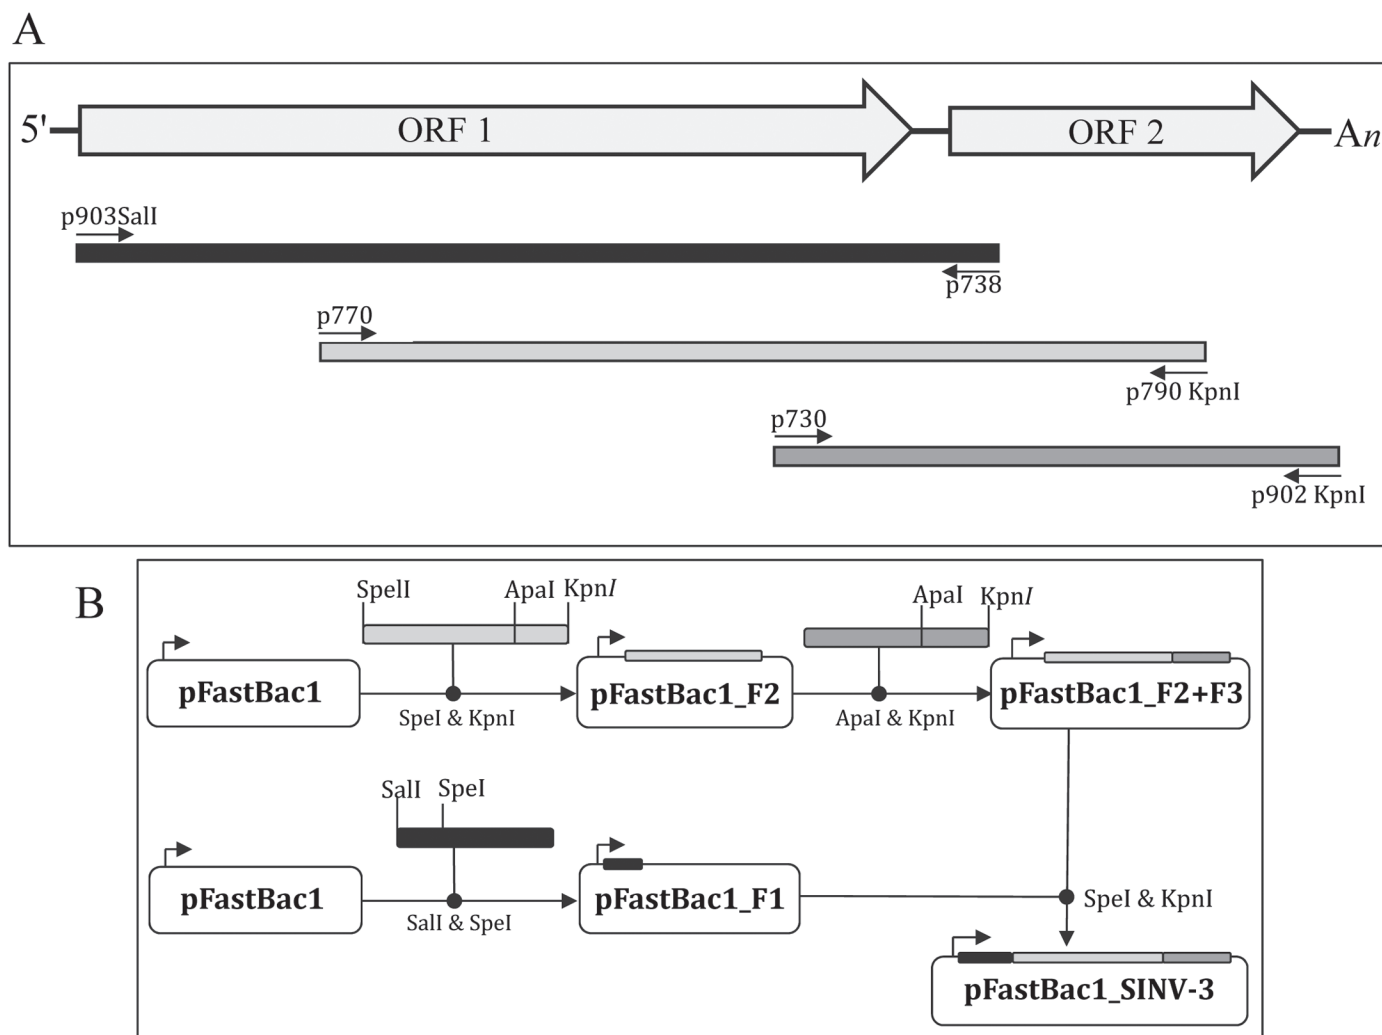 A
5'
ORF 1
ORF 2
An
p903SalI
p738
p770
p790 KpnI
p730
p902 KpnI
B
SpelI
ApaI
KpnI
ApaI
KpnI
pFastBac1
SpeI & KpnI
pFastBac1_F2
ApaI & KpnI
pFastBac1_F2+F3
SalI
SpeI
pFastBac1
SalI & SpeI
pFastBac1_F1
SpeI & KpnI
pFastBac1_SINV-3